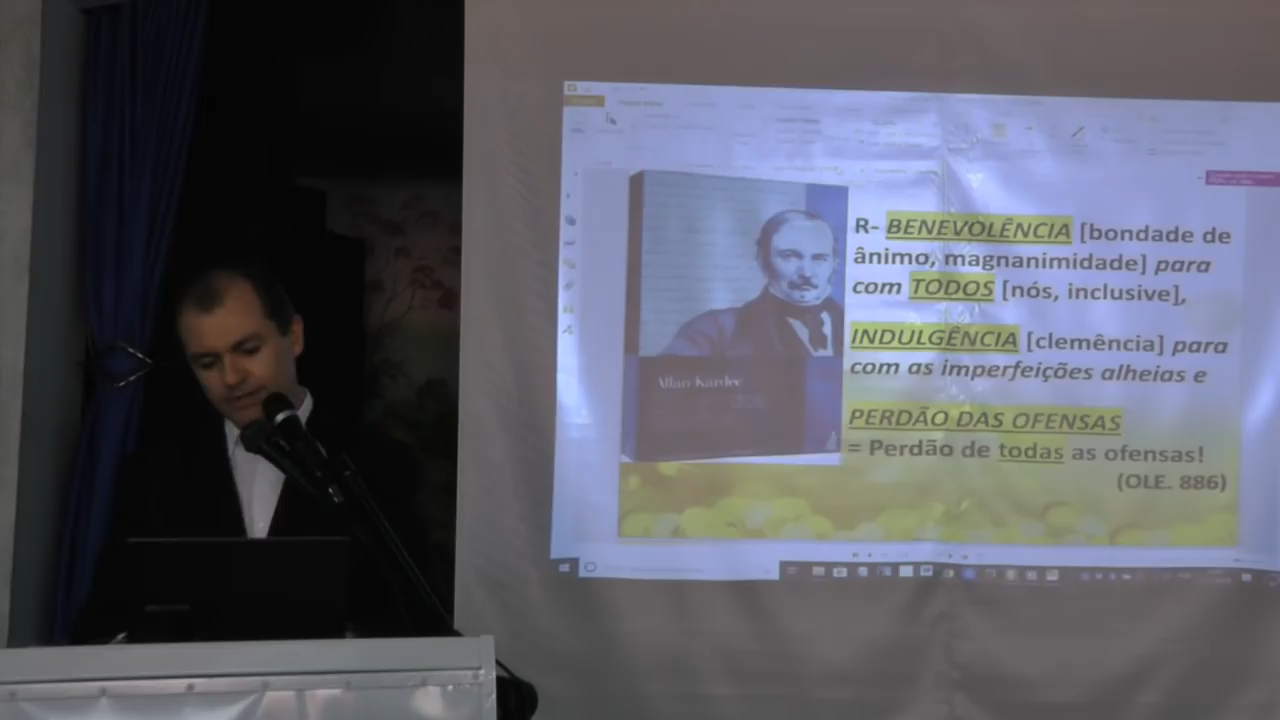 Allan Kardec
R- BENEVOLÊNCIA [bondade de
ânimo, magnanimidade] para
com TODOS [nós, inclusive],
INDULGÊNCIA [clemência] para
com as imperfeições alheias e
PERDÃO DAS OFENSAS
= Perdão de todas as ofensas!
(OLE. 886)